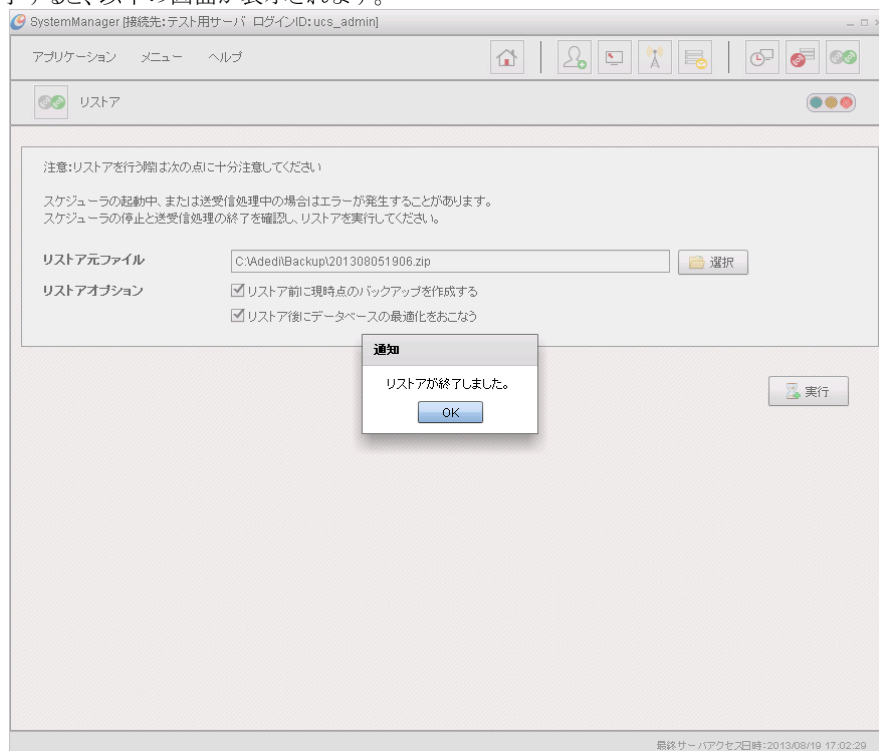 すると、以下の画面が表示されます。
SystemManager [接続先:テスト用サーバ ログインID: ucs_admin]
アプリケーション メニュー ヘルプ
リストア
注意:リストアを行う際は次の点に十分注意してください
スケジューラの起動中、または送受信処理中の場合はエラーが発生することがあります。
スケジューラの停止と送受信処理の終了を確認し、リストアを実行してください。
リストア元ファイル C:\Adedi\Backup\201308051906.zip 選択
リストアオプション リストア前に現時点のバックアップを作成する
リストア後にデータベースの最適化をおこなう
通知
リストアが終了しました。
OK
実行
最終サーバアクセス日時:2013/08/19 17:02:29